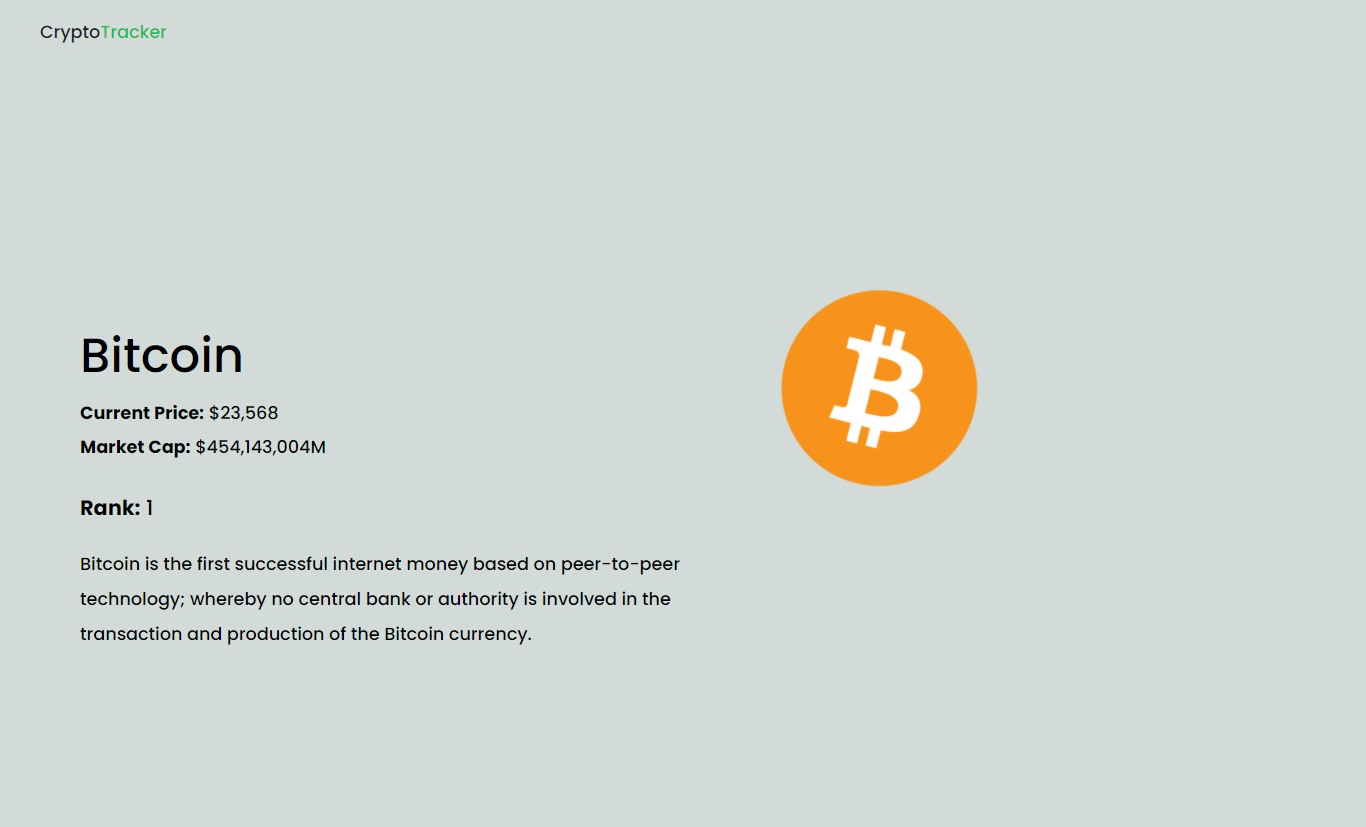 CryptoTracker
Bitcoin
Current Price: $23,568
Market Cap: $454,143,004M
Rank: 1
Bitcoin is the first successful internet money based on peer-to-peer
technology; whereby no central bank or authority is involved in the
transaction and production of the Bitcoin currency.